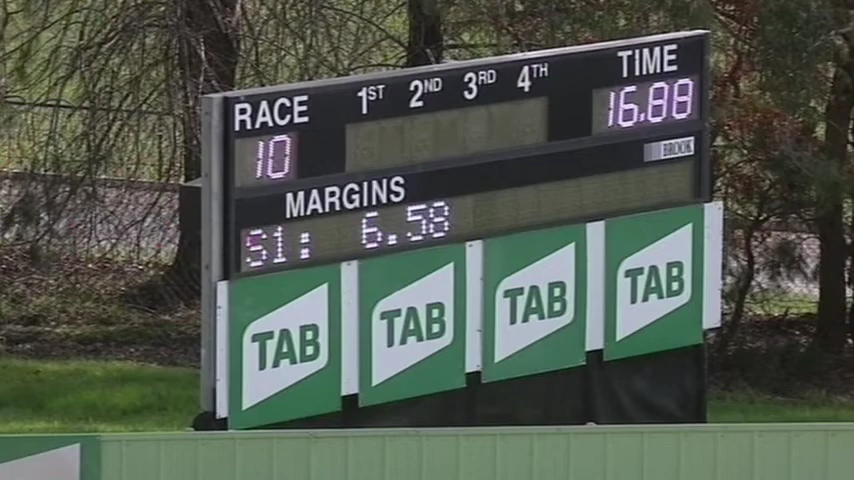 RACE 1ST 2ND 3RD 4TH TIME
10 16.88
BROOK
MARGINS
S1: 6.58
TAB TAB TAB TAB